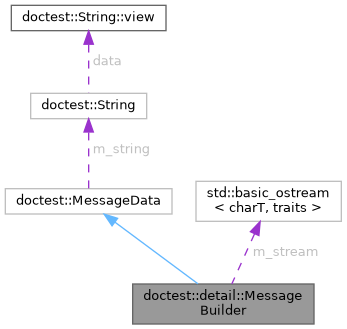 doctest::String::view
data
doctest::String
m_string
doctest::MessageData
std::basic_ostream
< charT, traits >
m_stream
doctest::detail::Message
Builder